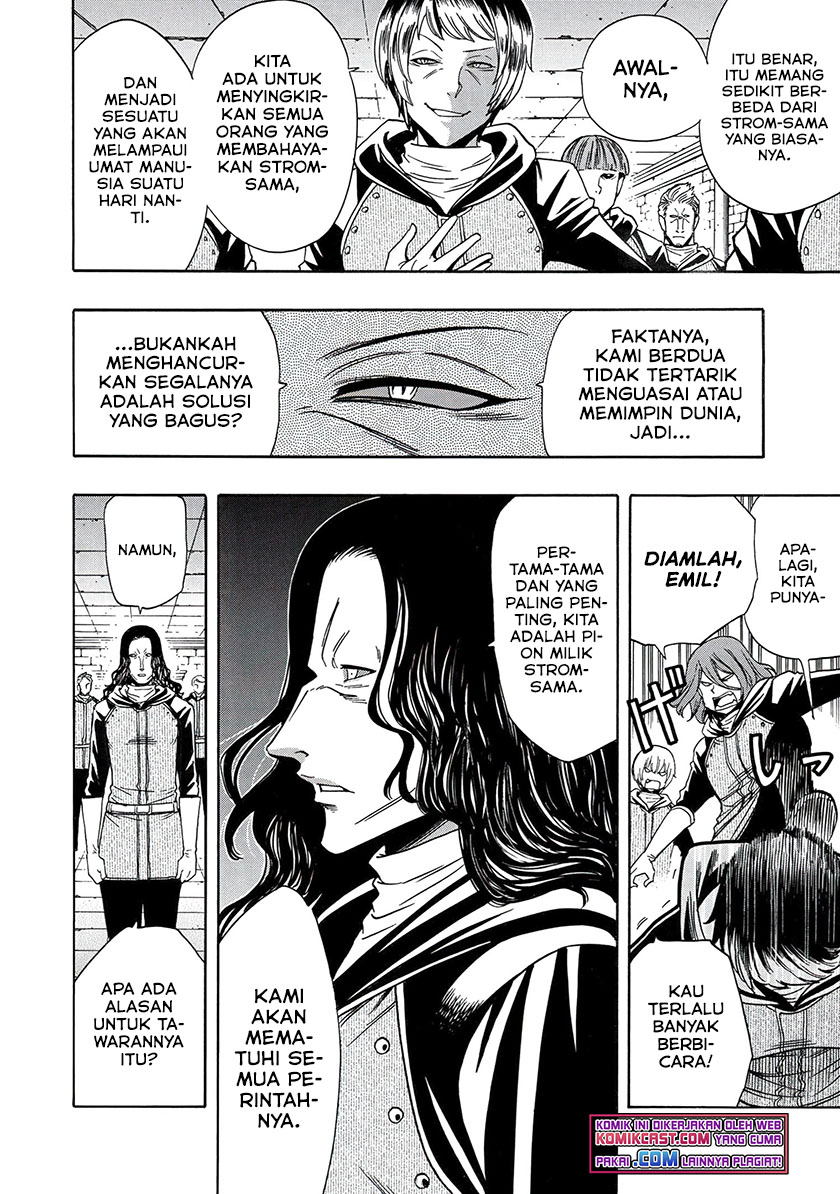 ITU BENAR,
ITU MEMANG
SEDIKIT BER-
BEDA DARI
STROM-SAMA
YANG BIASA-
NYA.
AWAL-
NYA,
KITA
ADA UNTUK
MENYINGKIR-
KAN SEMUA
ORANG YANG
MEMBAHAYA-
KAN STROM-
SAMA,
DAN
MENJADI
SESUATU
YANG AKAN
MELAMPAUI
UMAT MANU-
SIA SUATU
HARI NAN-
TI.
FAKTANYA,
KAMI BERDUA
TIDAK TERTARIK
MENGUASAI ATAU
MEMIMPIN DUNIA,
JADI...
...BUKANKAH
MENGHANCUR-
KAN SEGALANYA
ADALAH SOLUSI
YANG BAGUS?
APA-
LAGI,
KITA
PUNYA-
DIAMLAH,
EMIL!
げしっ
KAU
TERLALU
BANYAK
BERBI-
CARA!
PER-
TAMA-TAMA
DAN YANG
PALING PEN-
TING, KITA
ADALAH PI-
ON MILIK
STROM-
SAMA.
KAMI
AKAN
MEMA-
TUHI SE-
MUA PE-
RINTAH-
NYA.
NAMUN,
APA ADA
ALASAN
UNTUK TA-
WARANNYA
ITU?
KOMIK INI DIKERJAKAN OLEH WEB
KOMIKCAST.COM YANG CUMA
PAKAI .COM LAINNYA PLAGIAT!